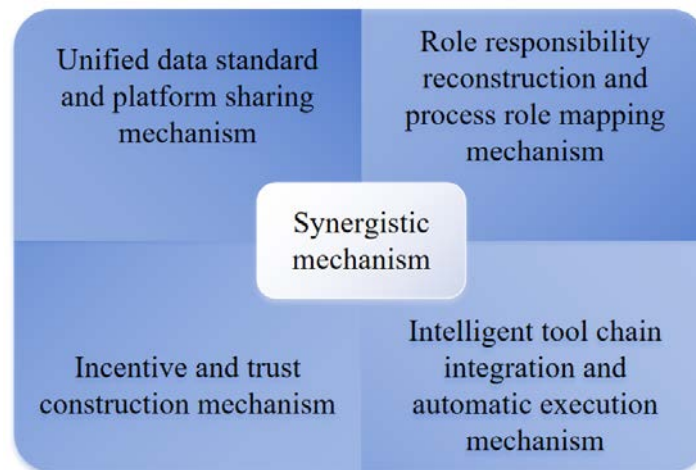 Unified data standard
and platform sharing
mechanism
Role responsibility
reconstruction and
process role mapping
mechanism
Synergistic
mechanism
Incentive and trust
construction mechanism
Intelligent tool chain
integration and
automatic execution
mechanism